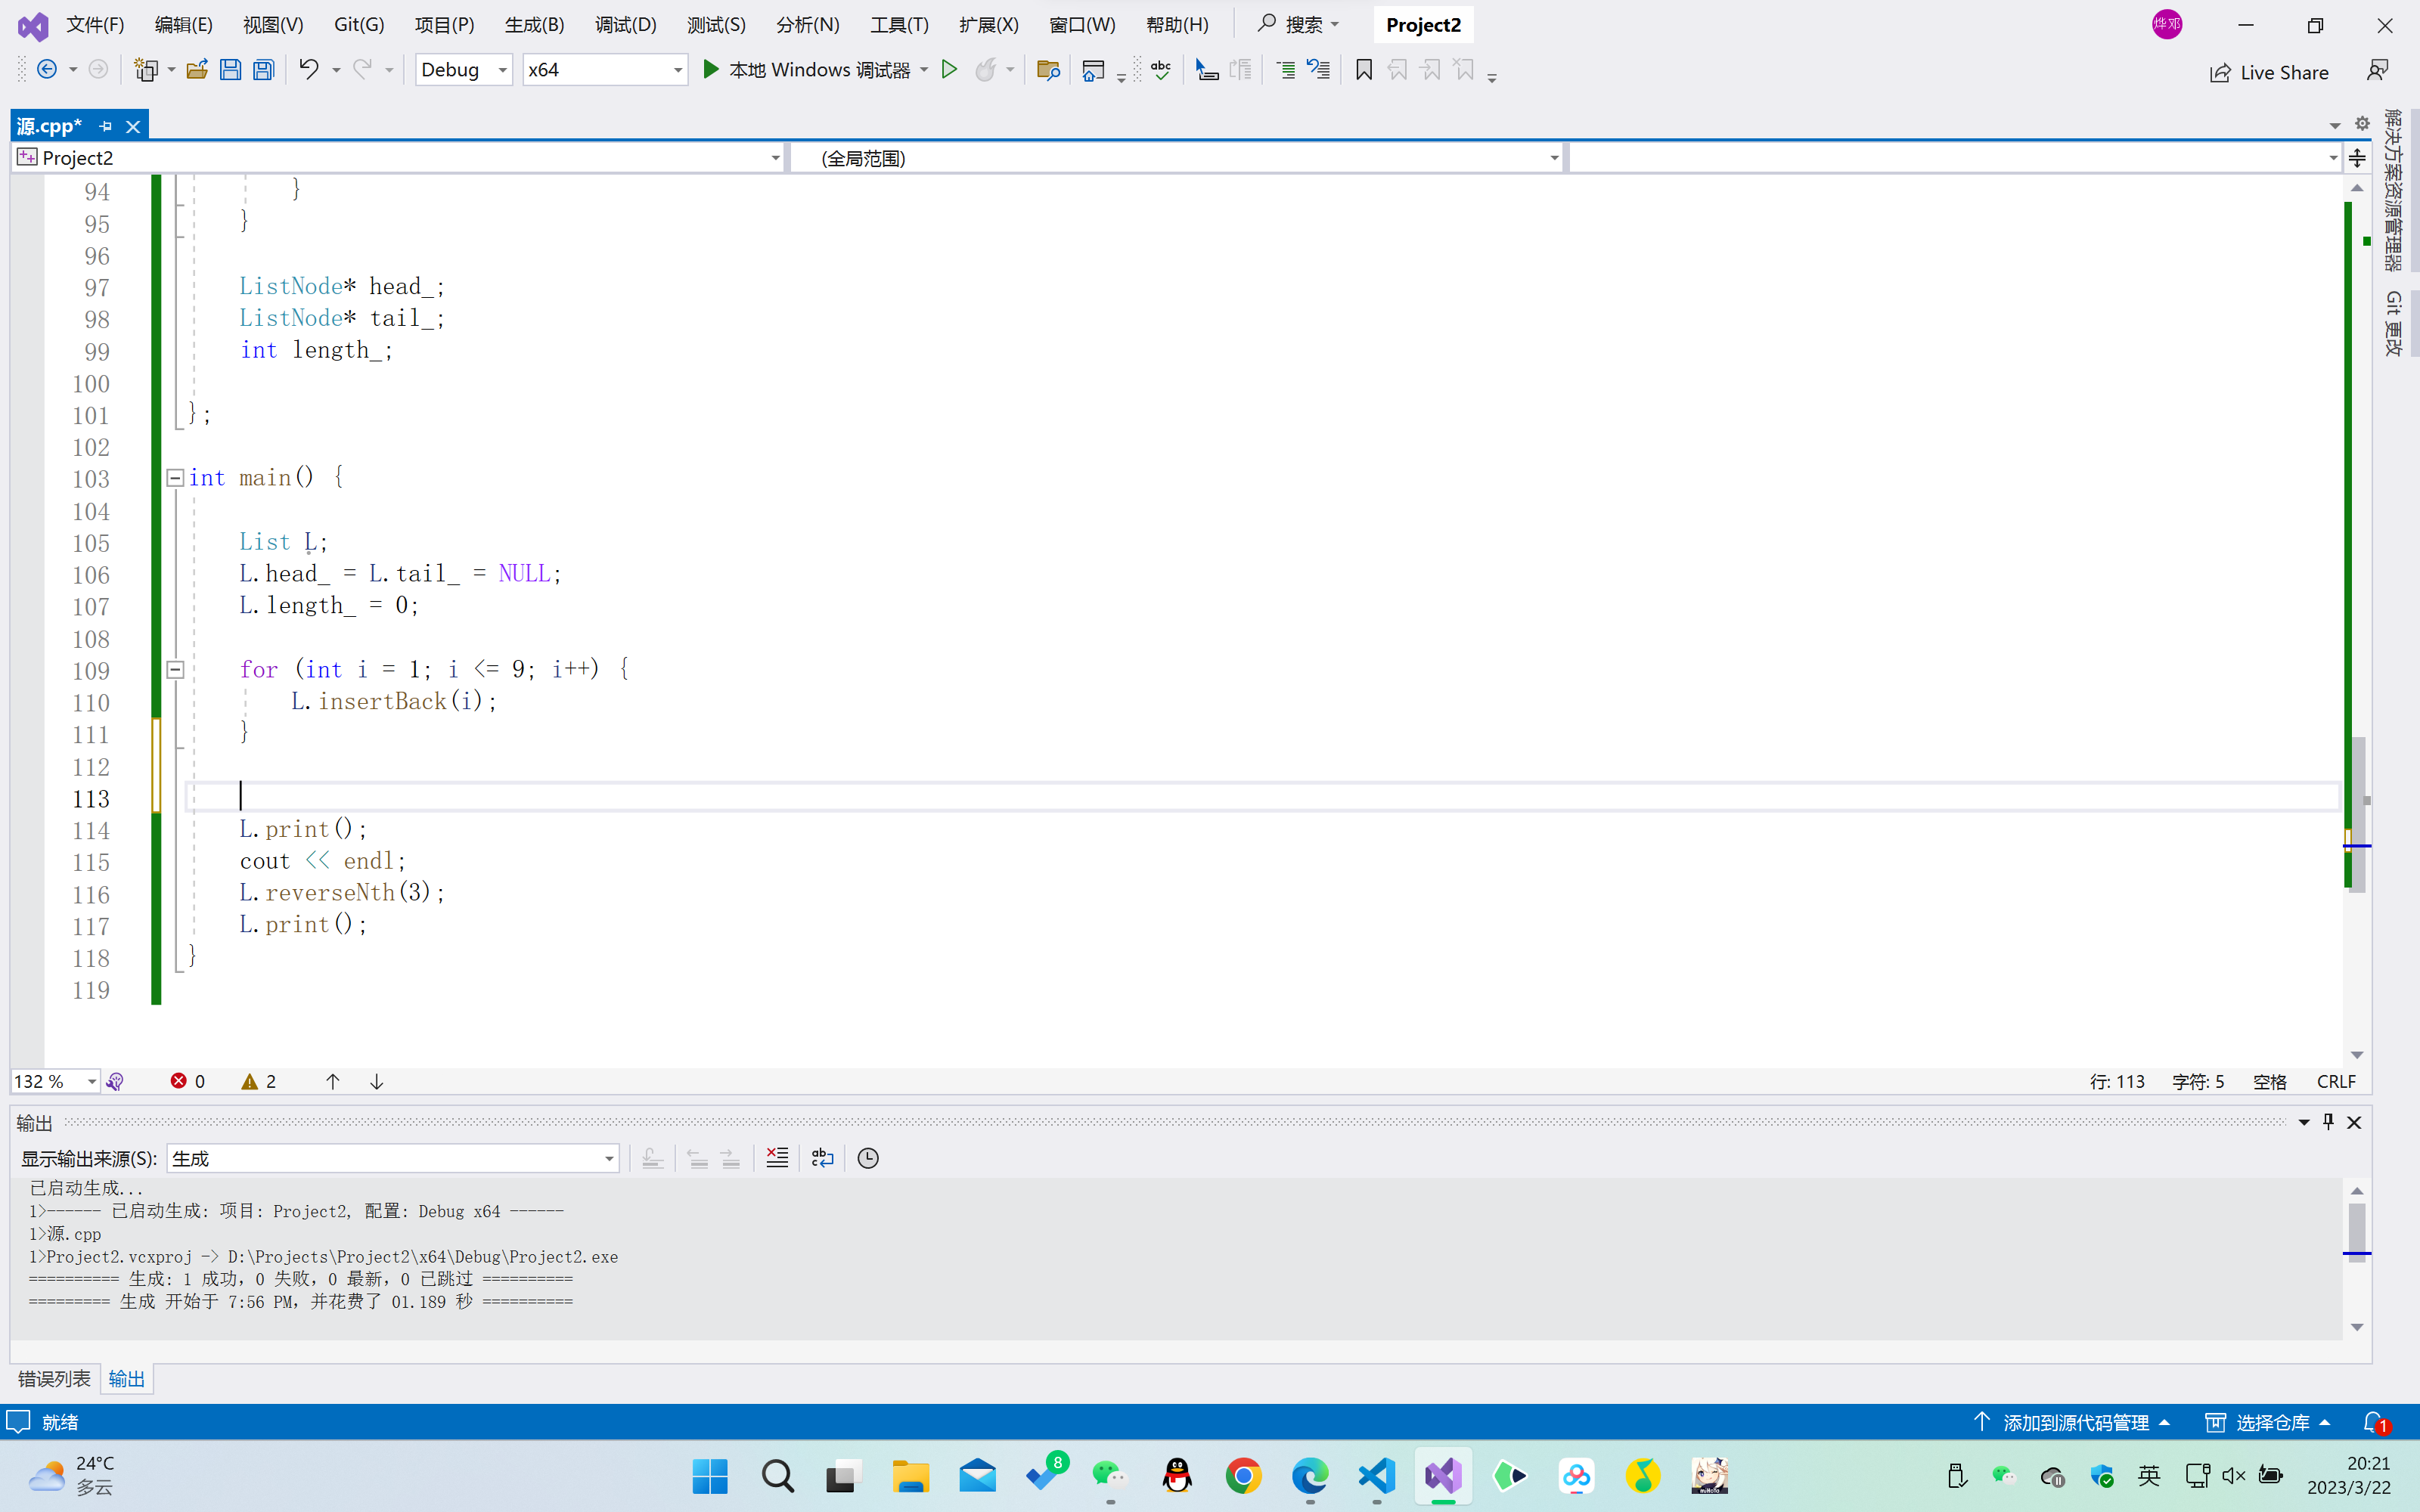 文件(F) 编辑(E) 视图(V) Git(G) 项目(P) 生成(B) 调试(D) 测试(S) 分析(N) 工具(T) 扩展(X) 窗口(W) 帮助(H) 搜索 Project2 烨邓
Debug x64 本地 Windows 调试器 abc Live Share
源.cpp*
Project2 (全局范围)
解决方案资源管理器
Git 更改
94 }
95 }
96
97 ListNode* head_;
98 ListNode* tail_;
99 int length_;
100
101 };
102
103 int main() {
104
105 List L;
106 L.head_ = L.tail_ = NULL;
107 L.length_ = 0;
108
109 for (int i = 1; i <= 9; i++) {
110 L.insertBack(i);
111 }
112
113
114 L.print();
115 cout << endl;
116 L.reverseNth(3);
117 L.print();
118 }
119
132 % 0 2 行: 113 字符: 5 空格 CRLF
输出
显示输出来源(S): 生成
已启动生成...
1>------ 已启动生成: 项目: Project2, 配置: Debug x64 ------
1>源.cpp
1>Project2.vcxproj -> D:\Projects\Project2\x64\Debug\Project2.exe
========== 生成: 1 成功，0 失败，0 最新，0 已跳过 ==========
========= 生成 开始于 7:56 PM，并花费了 01.189 秒 ==========
错误列表 输出
就绪 添加到源代码管理 选择仓库 1
24°C
多云
8
英
20:21
2023/3/22